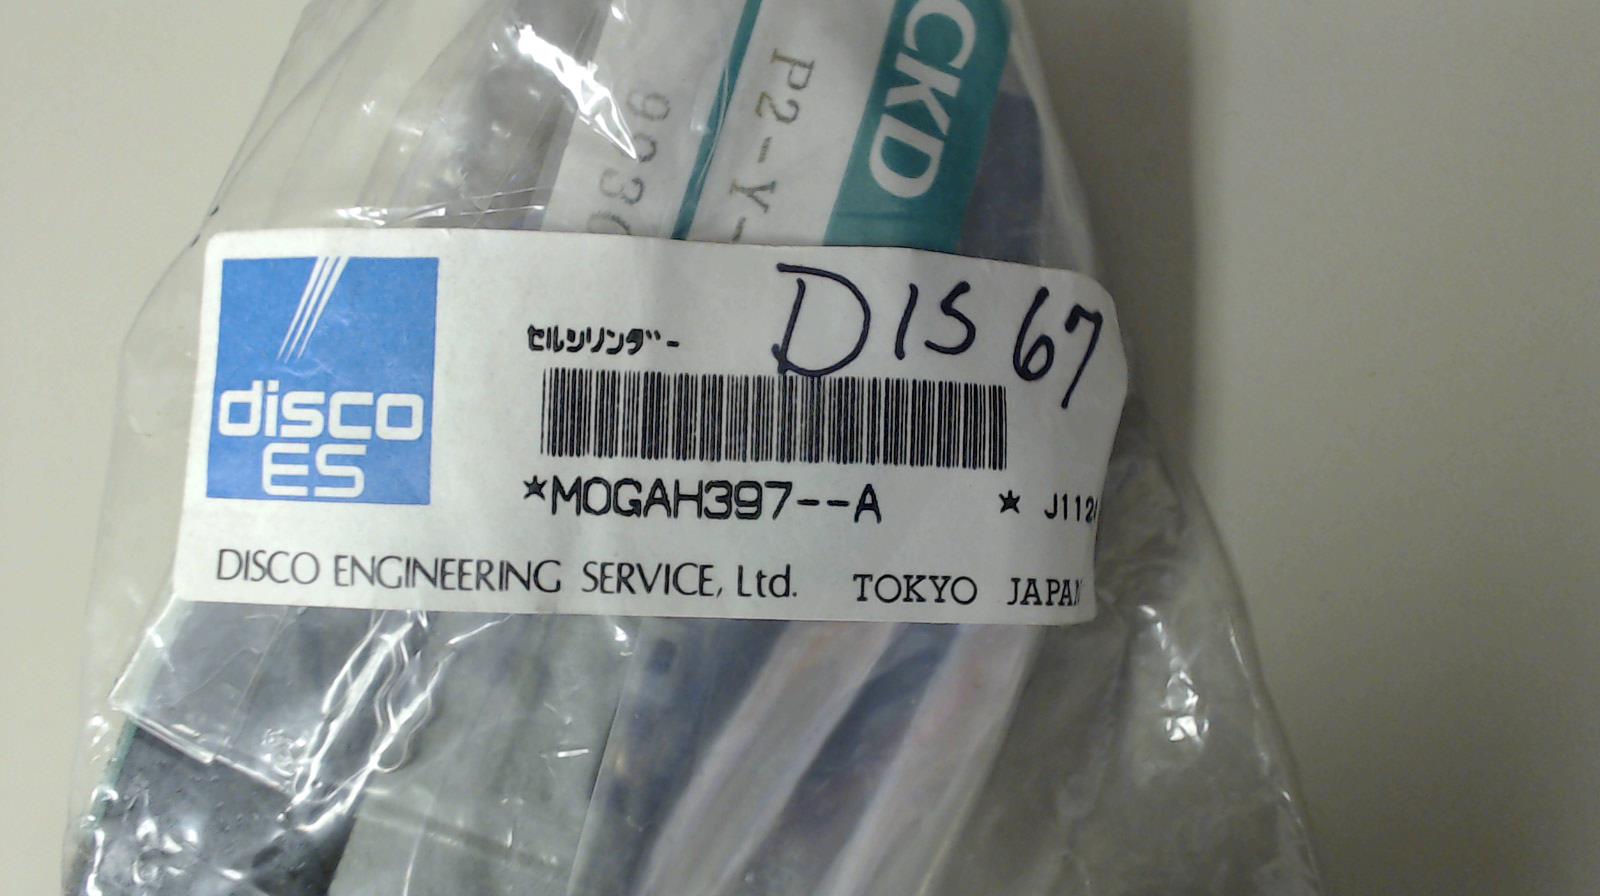 CKD
P2-Y-
9030
disco
ES
セルシリンダー
DIS 67
*MOGAH397--A * J112
DISCO ENGINEERING SERVICE, Ltd. TOKYO JAPAN